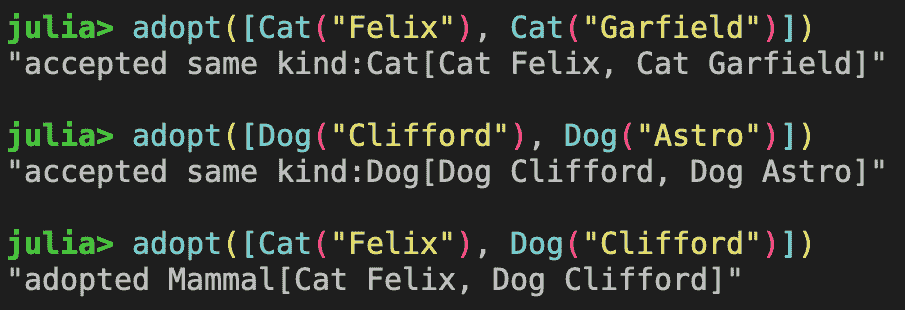 julia> adopt([Cat("Felix"), Cat("Garfield")])
"accepted same kind:Cat[Cat Felix, Cat Garfield]"
julia> adopt([Dog("Clifford"), Dog("Astro")])
"accepted same kind:Dog[Dog Clifford, Dog Astro]"
julia> adopt([Cat("Felix"), Dog("Clifford")])
"adopted Mammal[Cat Felix, Dog Clifford]"